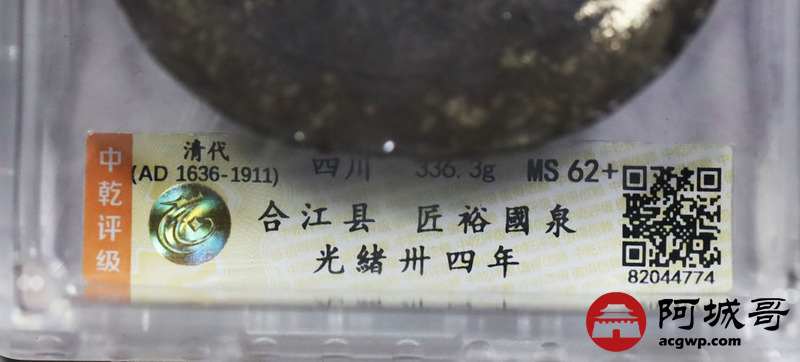 中乾评级
清代
(AD 1636-1911)
四川 336.3g MS 62+
合江县 匠裕國泉
光緒卅四年
82044774
阿城哥
acgwp.com